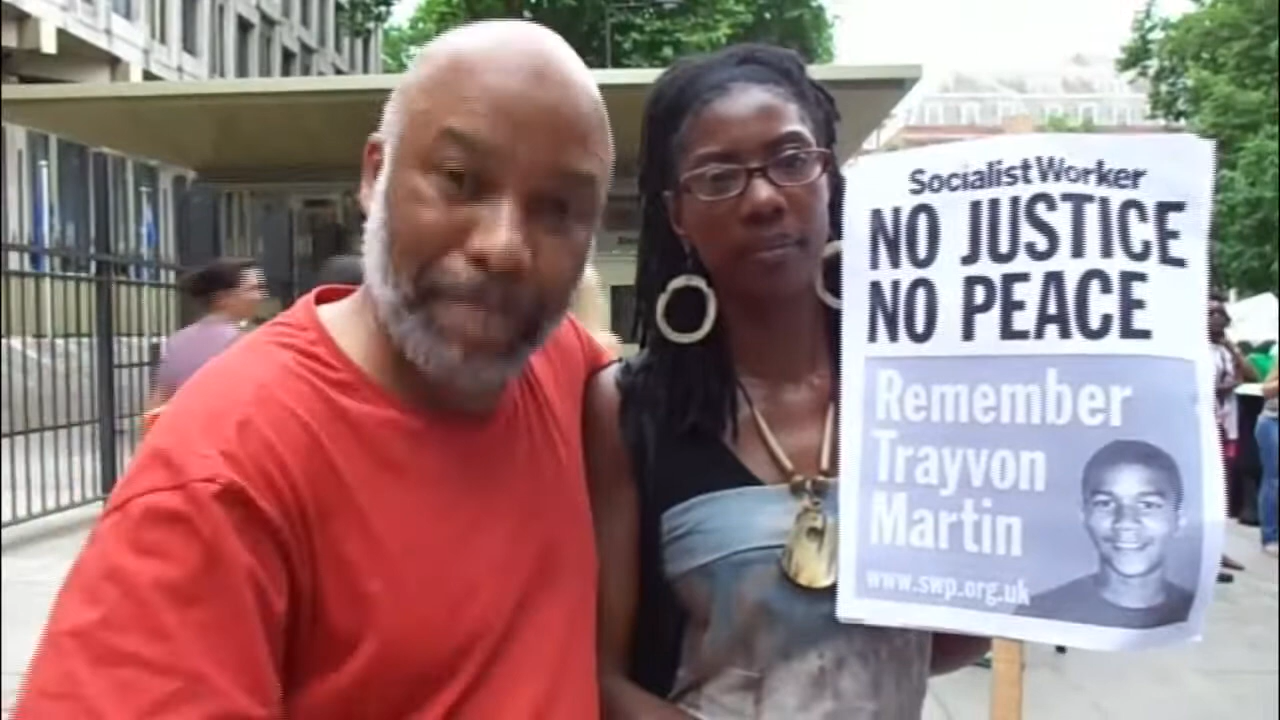 Socialist Worker
NO JUSTICE
NO PEACE
Remember
Trayvon
Martin
www.swp.org.uk